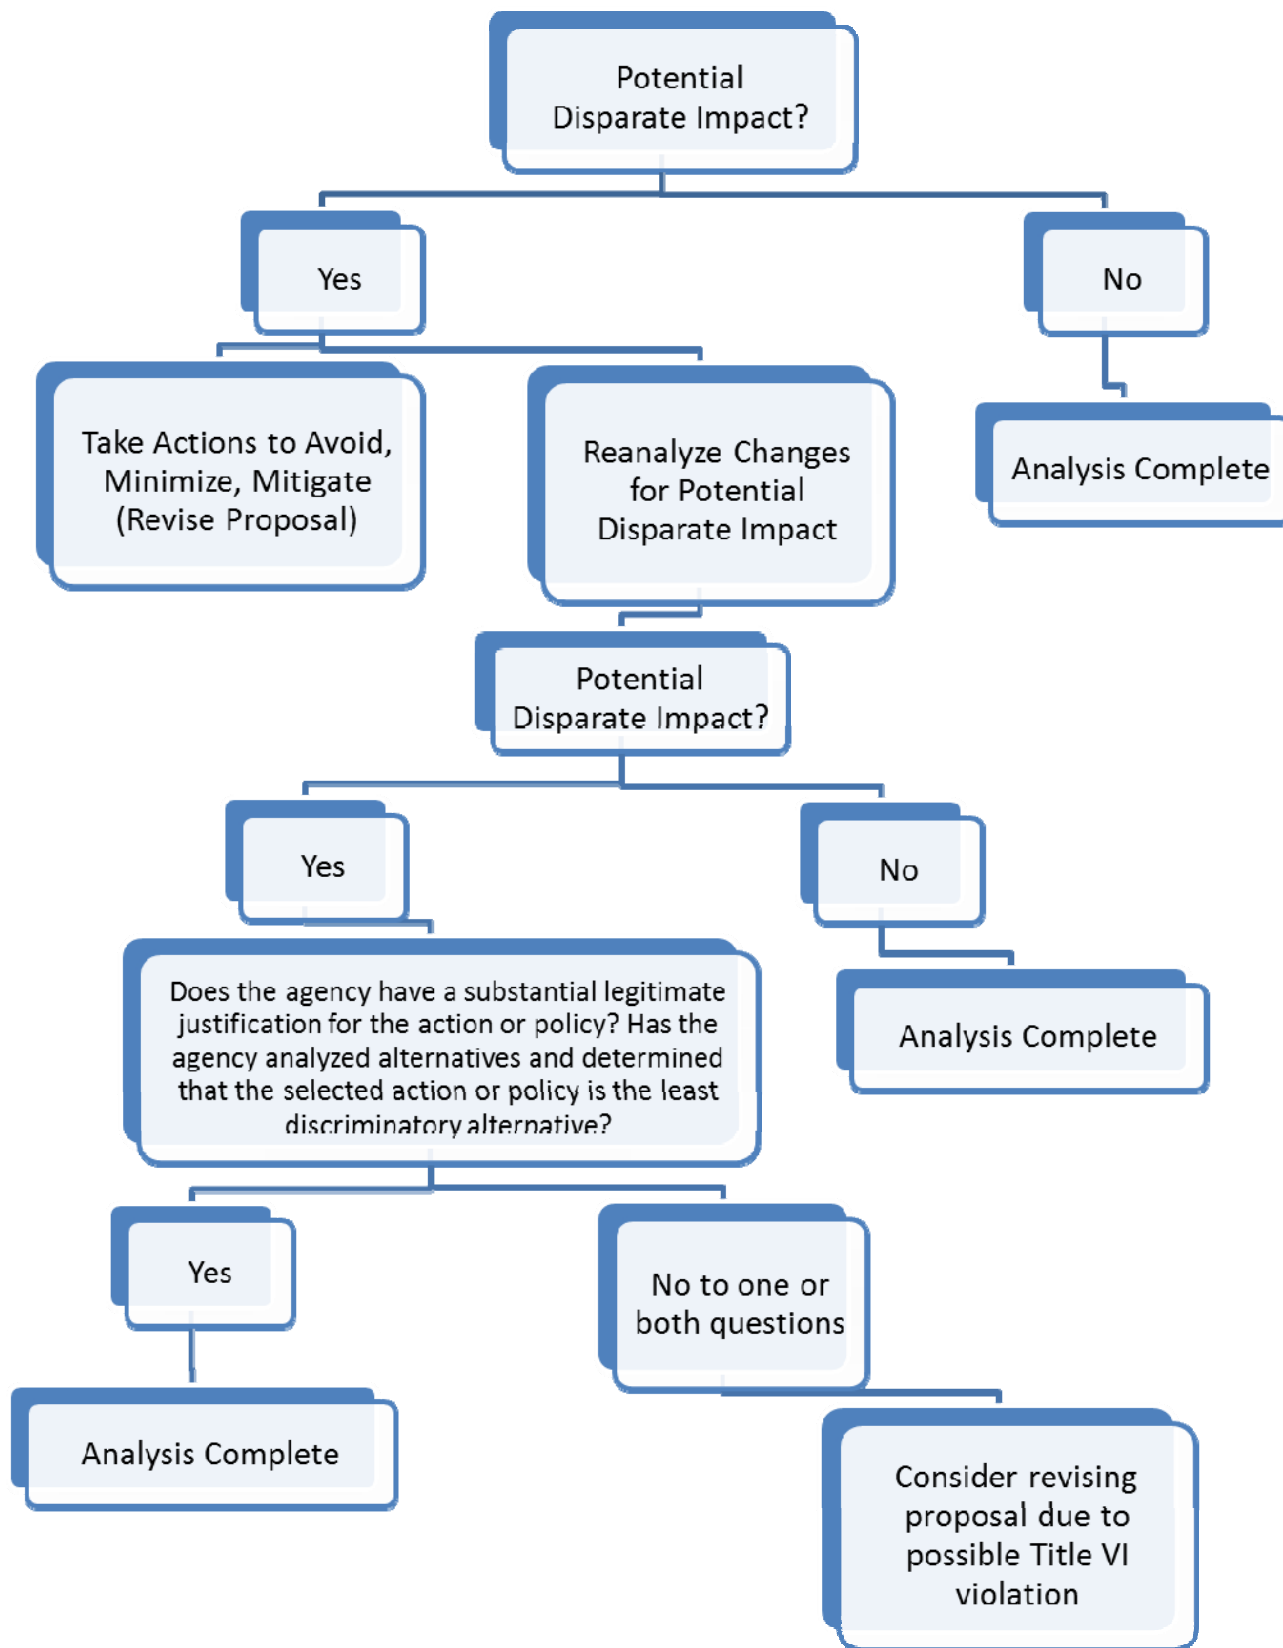 Potential
Disparate Impact?
Yes
No
Take Actions to Avoid,
Minimize, Mitigate
(Revise Proposal)
Reanalyze Changes
for Potential
Disparate Impact
Analysis Complete
Potential
Disparate Impact?
Yes
No
Does the agency have a substantial legitimate
justification for the action or policy? Has the
agency analyzed alternatives and determined
that the selected action or policy is the least
discriminatory alternative?
Analysis Complete
Yes
No to one or
both questions
Analysis Complete
Consider revising
proposal due to
possible Title VI
violation